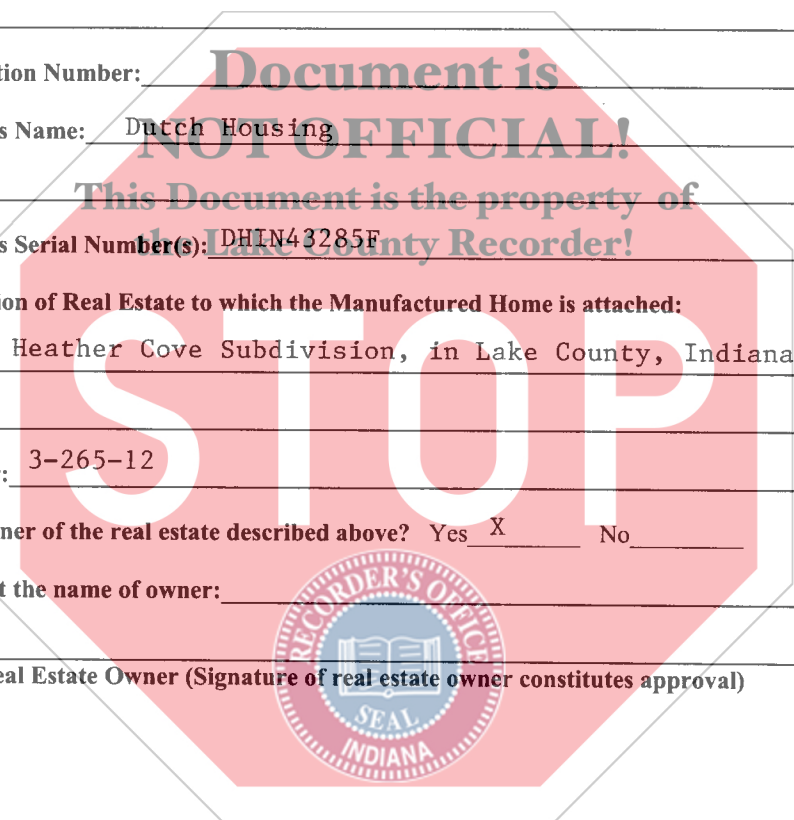 tion Number:
Document is
s Name: Dutch Housing
NOT OFFICIAL!
This Document is the property of
the Lake County Recorder!
s Serial Number(s): DHIN43285F
ion of Real Estate to which the Manufactured Home is attached:
Heather Cove Subdivision, in Lake County, Indiana
STOP
: 3-265-12
ner of the real estate described above? Yes X No
t the name of owner:
eal Estate Owner (Signature of real estate owner constitutes approval)
RECORDER'S OFFICE
SEAL
INDIANA